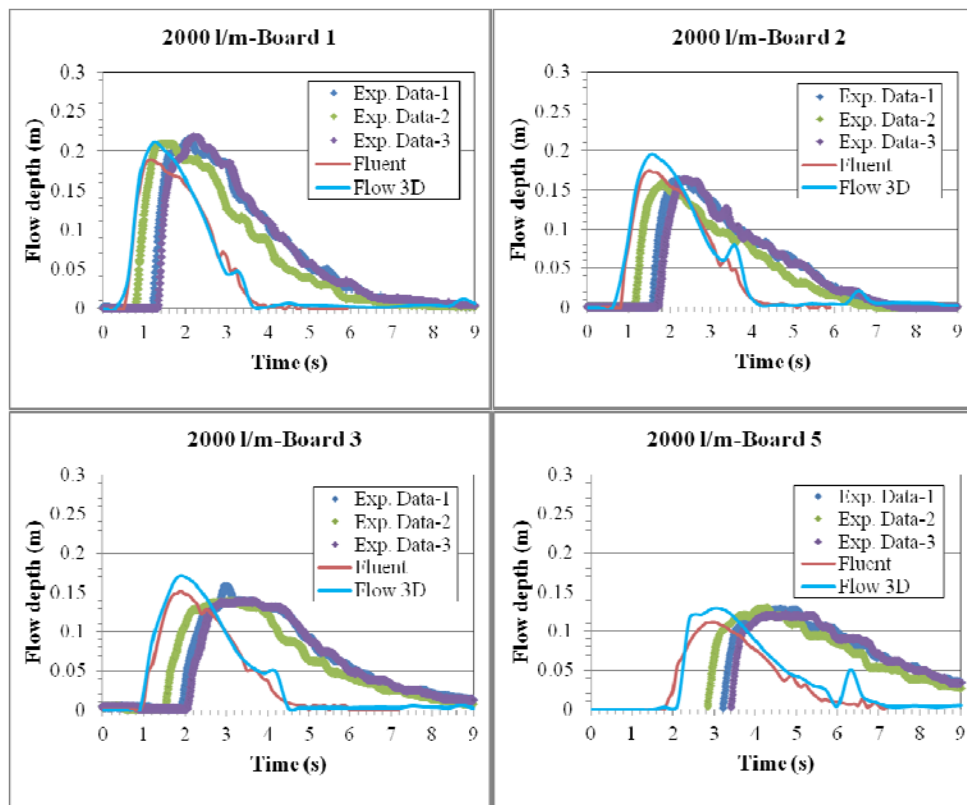 2000 l/m-Board 1
0.3
0.25
0.2
0.15
0.1
0.05
0
Flow depth (m)
Exp. Data-1
Exp. Data-2
Exp. Data-3
Fluent
Flow 3D
0 1 2 3 4 5 6 7 8 9
Time (s)
2000 l/m-Board 2
0.3
0.25
0.2
0.15
0.1
0.05
0
Flow depth (m)
Exp. Data-1
Exp. Data-2
Exp. Data-3
Fluent
Flow 3D
0 1 2 3 4 5 6 7 8 9
Time (s)
2000 l/m-Board 3
0.3
0.25
0.2
0.15
0.1
0.05
0
Flow depth (m)
Exp. Data-1
Exp. Data-2
Exp. Data-3
Fluent
Flow 3D
0 1 2 3 4 5 6 7 8 9
Time (s)
2000 l/m-Board 5
0.3
0.25
0.2
0.15
0.1
0.05
0
Flow depth (m)
Exp. Data-1
Exp. Data-2
Exp. Data-3
Fluent
Flow 3D
0 1 2 3 4 5 6 7 8 9
Time (s)